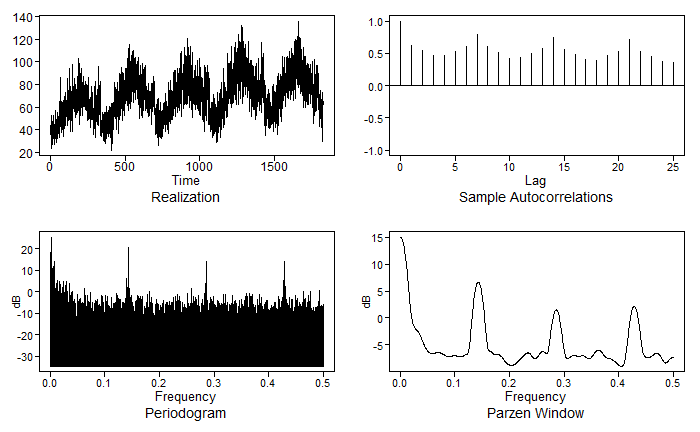 140
120
100
80
60
40
20
0 500 1000 1500
Time
Realization
1.0
0.5
0.0
-0.5
-1.0
0 5 10 15 20 25
Lag
Sample Autocorrelations
20
10
0
-10
-20
-30
dB
0.0 0.1 0.2 0.3 0.4 0.5
Frequency
Periodogram
15
10
5
0
-5
dB
0.0 0.1 0.2 0.3 0.4 0.5
Frequency
Parzen Window